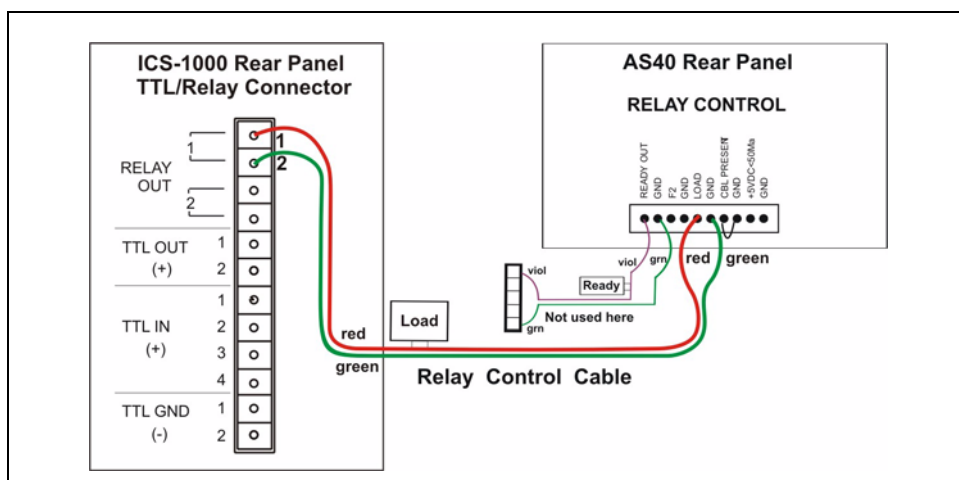 ICS-1000 Rear Panel
TTL/Relay Connector
1
2
RELAY
OUT
1
2
TTL OUT
(+)
1
2
TTL IN
(+)
1
2
3
4
TTL GND
(-)
1
2
AS40 Rear Panel
RELAY CONTROL
READY OUT
GND
F2
GND
LOAD
GND
CBL PRESENT
GND
+5VDC<50Ma
GND
viol
grn
red
green
viol
Ready
grn
Not used here
Load
red
green
Relay Control Cable